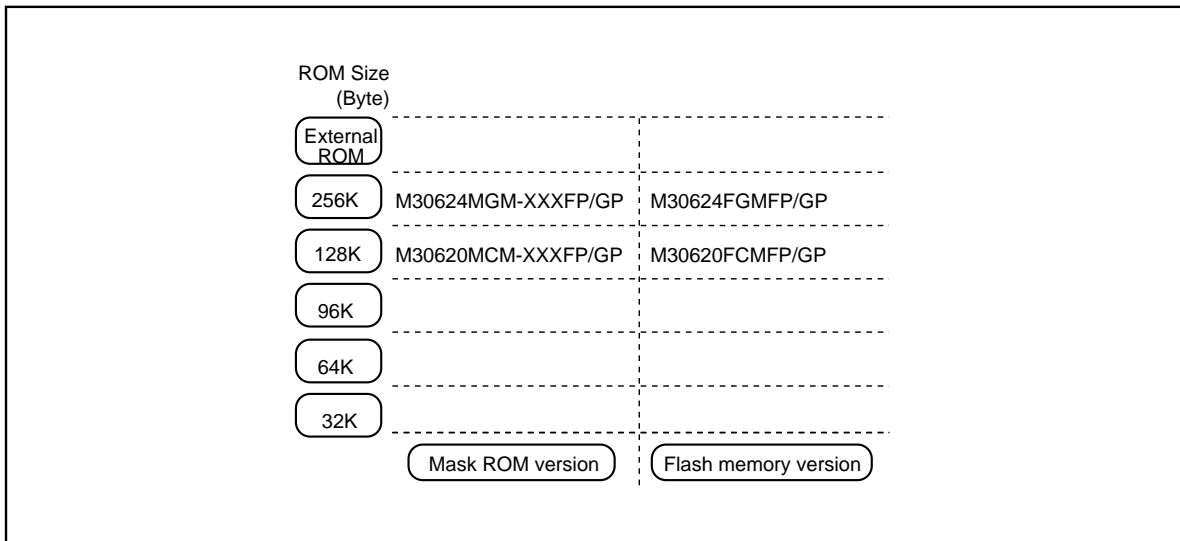 ROM Size
(Byte)
External
ROM
256K M30624MGM-XXXFP/GP M30624FGMFP/GP
128K M30620MCM-XXXFP/GP M30620FCMFP/GP
96K
64K
32K
Mask ROM version Flash memory version